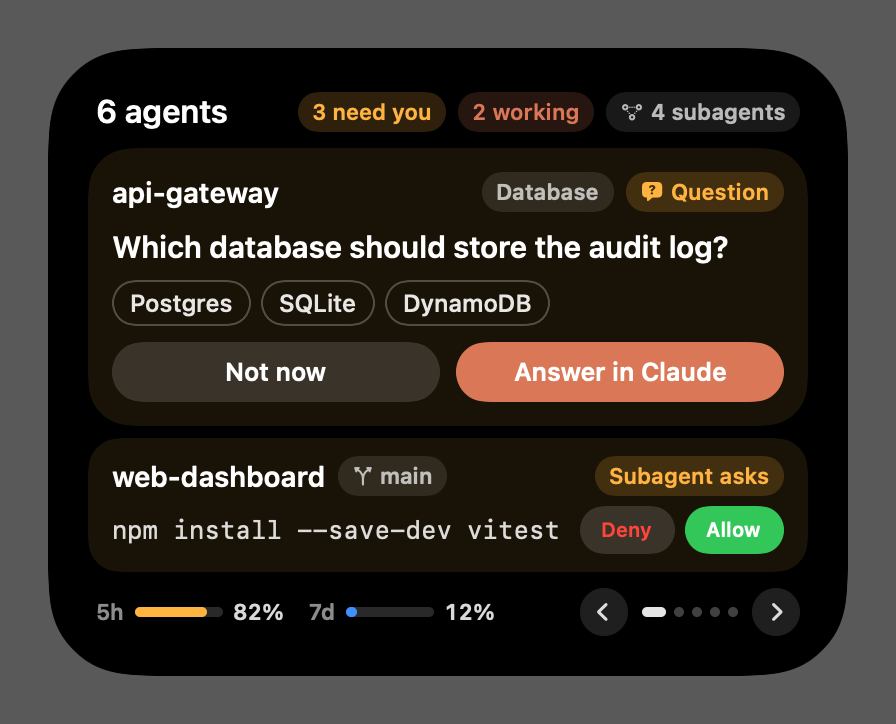 6 agents 3 need you 2 working 4 subagents
api-gateway Database Question
Which database should store the audit log?
Postgres SQLite DynamoDB
Not now Answer in Claude
web-dashboard main Subagent asks
npm install --save-dev vitest Deny Allow
5h 82% 7d 12%